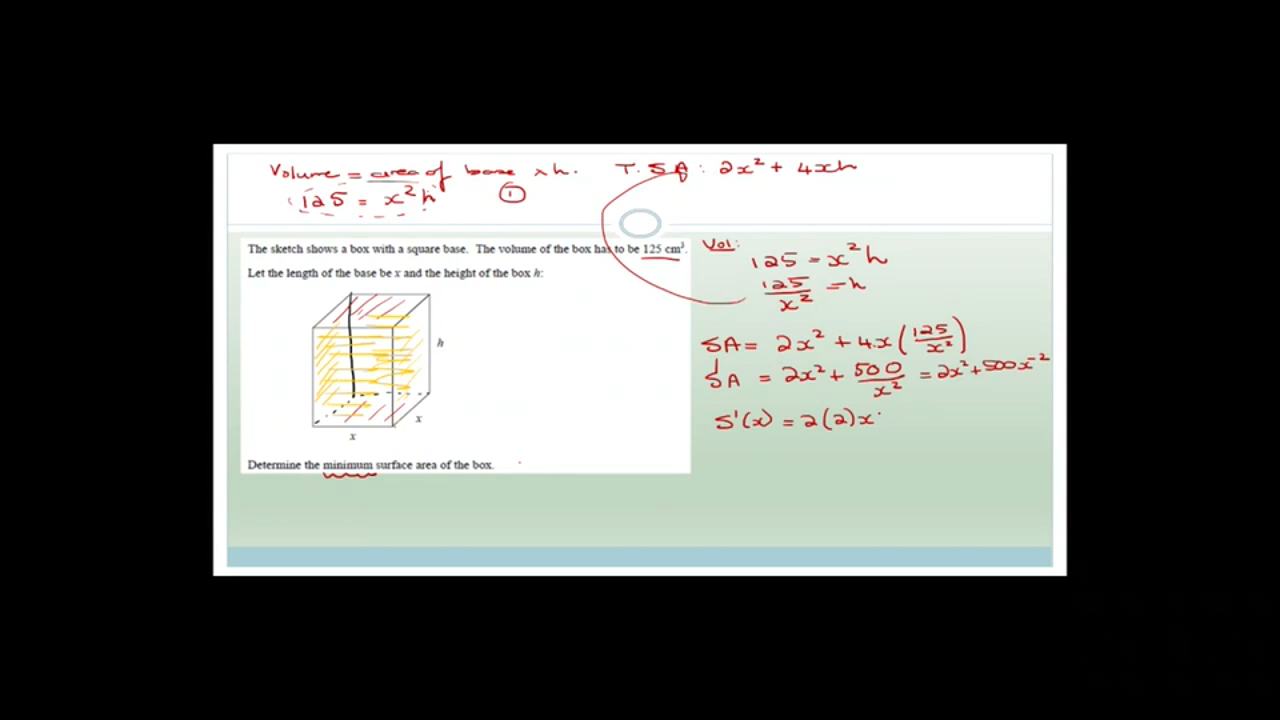 Volume = area of base x h. T. SA: 2x² + 4xh
125 = x²h ①
The sketch shows a box with a square base. The volume of the box has to be 125 cm³.
Let the length of the base be x and the height of the box h:
h
x
x
Determine the minimum surface area of the box.
Vol:
125 = x²h
125/x² = h
SA = 2x² + 4.x(125/x²)
SA = 2x² + 500/x² = 2x² + 500x⁻²
S'(x) = 2(2)x